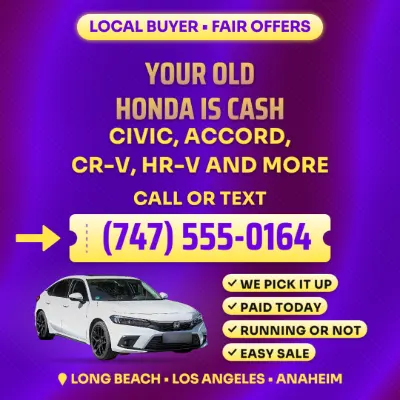 LOCAL BUYER • FAIR OFFERS
YOUR OLD
HONDA IS CASH
CIVIC, ACCORD,
CR-V, HR-V AND MORE
CALL OR TEXT
(747) 555-0164
WE PICK IT UP
PAID TODAY
RUNNING OR NOT
EASY SALE
LONG BEACH • LOS ANGELES • ANAHEIM